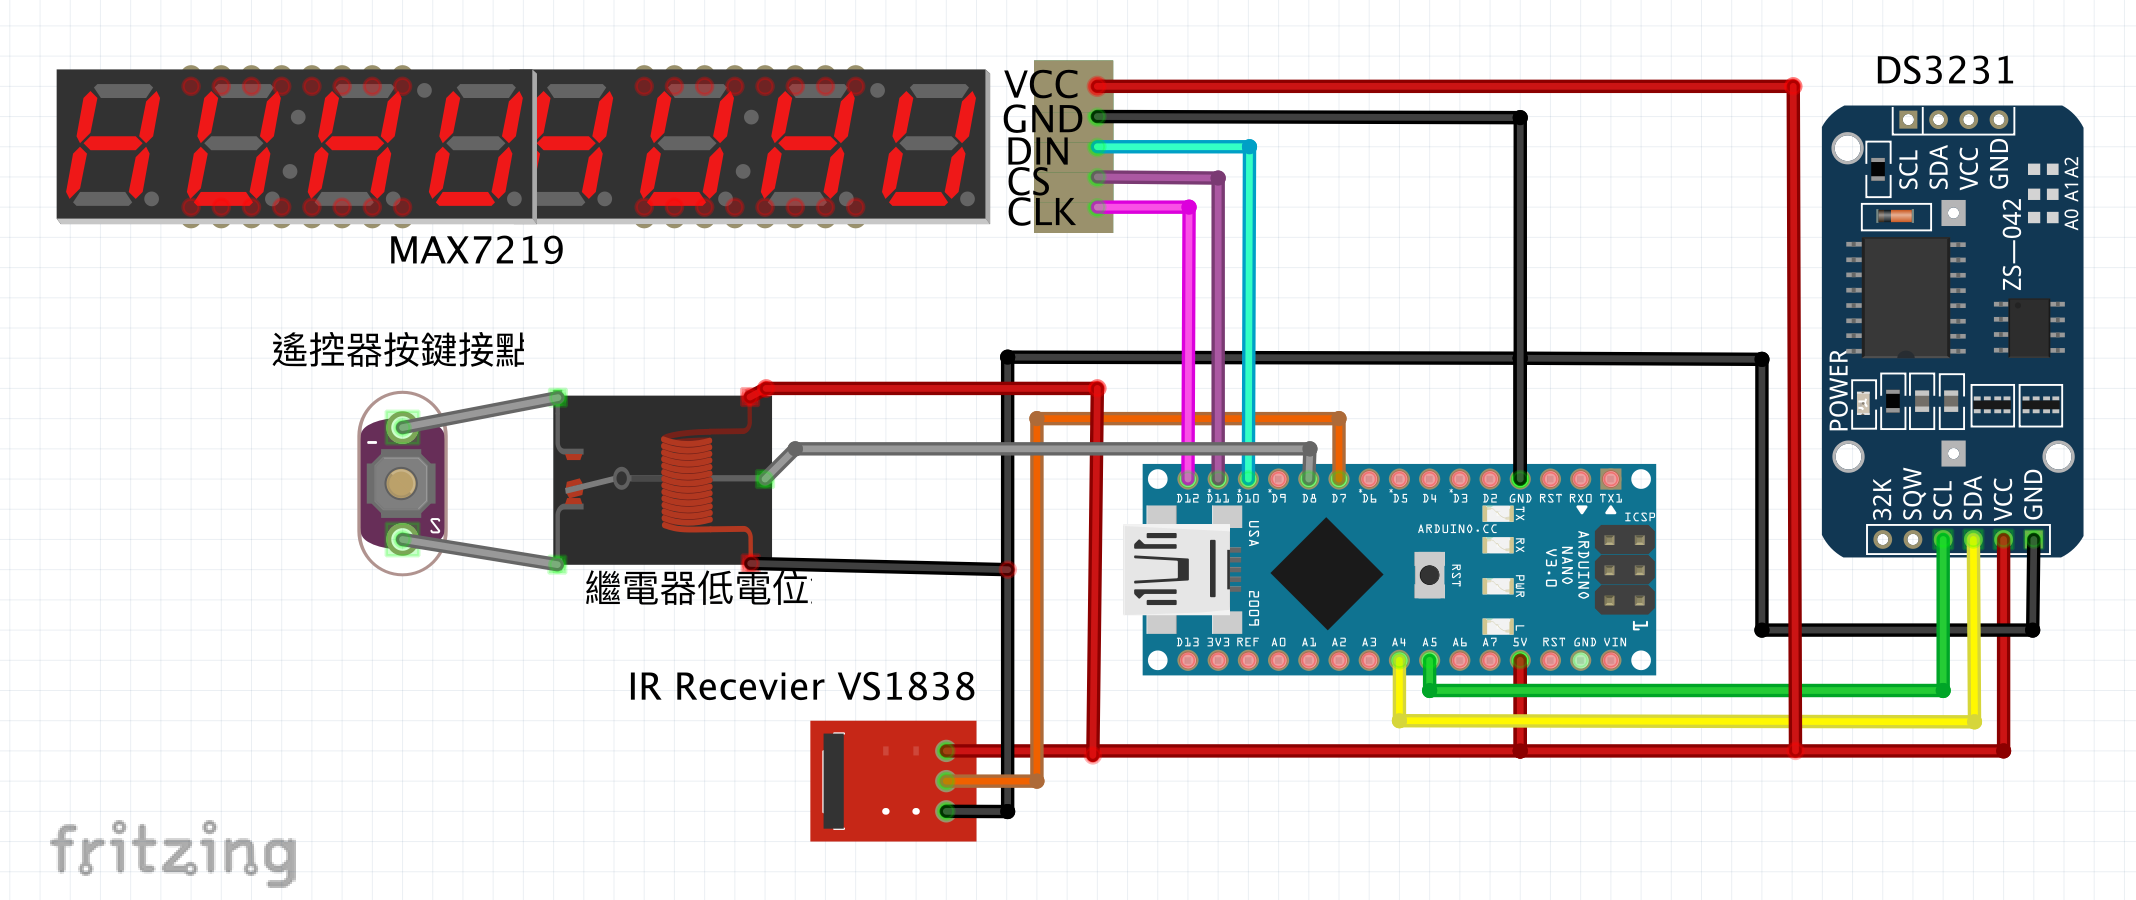 DS3231
VCC
GND
DIN
CS
CLK
MAX7219
SCL
SDA
VCC
GND
A0 A1 A2
ZS-042
POWER
32K
SQW
SCL
SDA
VCC
GND
遙控器按鍵接點
-
S
繼電器低電位
D12 D11 D10 D9 D8 D7 D6 D5 D4 D3 D2 GND RST RX0 TX1
USA
2009
ARDUINO.CC
RST
TX
RX
PWR
L
ARDUINO
NANO
V3.0
ICSP
1
D13 3V3 REF A0 A1 A2 A3 A4 A5 A6 A7 5V RST GND VIN
IR Recevier VS1838
fritzing